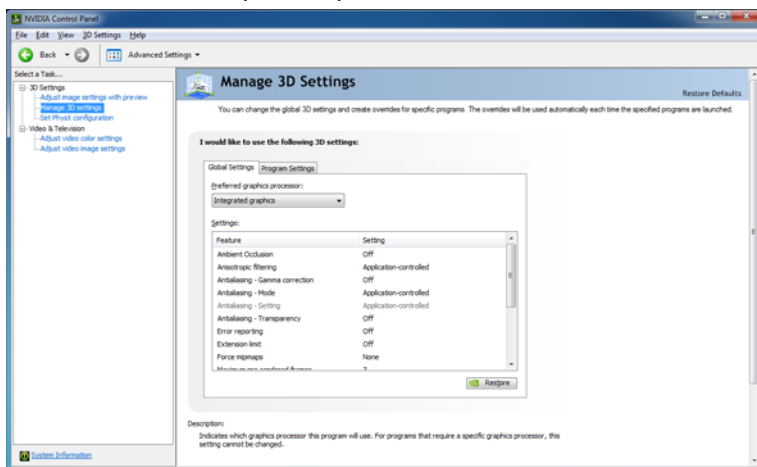 NVIDIA Control Panel
File Edit View 3D Settings Help
Back Advanced Settings
Select a Task...
3D Settings
Adjust image settings with preview
Manage 3D settings
Set PhysX configuration
Video & Television
Adjust video color settings
Adjust video image settings
System Information
Manage 3D Settings
Restore Defaults
You can change the global 3D settings and create overrides for specific programs. The overrides will be used automatically each time the specified programs are launched.
I would like to use the following 3D settings:
Global Settings Program Settings
Preferred graphics processor:
Integrated graphics
Settings:
Feature Setting
Ambient Occlusion Off
Anisotropic filtering Application-controlled
Antialiasing - Gamma correction Off
Antialiasing - Mode Application-controlled
Antialiasing - Setting Application-controlled
Antialiasing - Transparency Off
Error reporting Off
Extension limit Off
Force mipmaps None
Maximum pre-rendered frames 3
Restore
Description:
Indicates which graphics processor this program will use. For programs that require a specific graphics processor, this
setting cannot be changed.